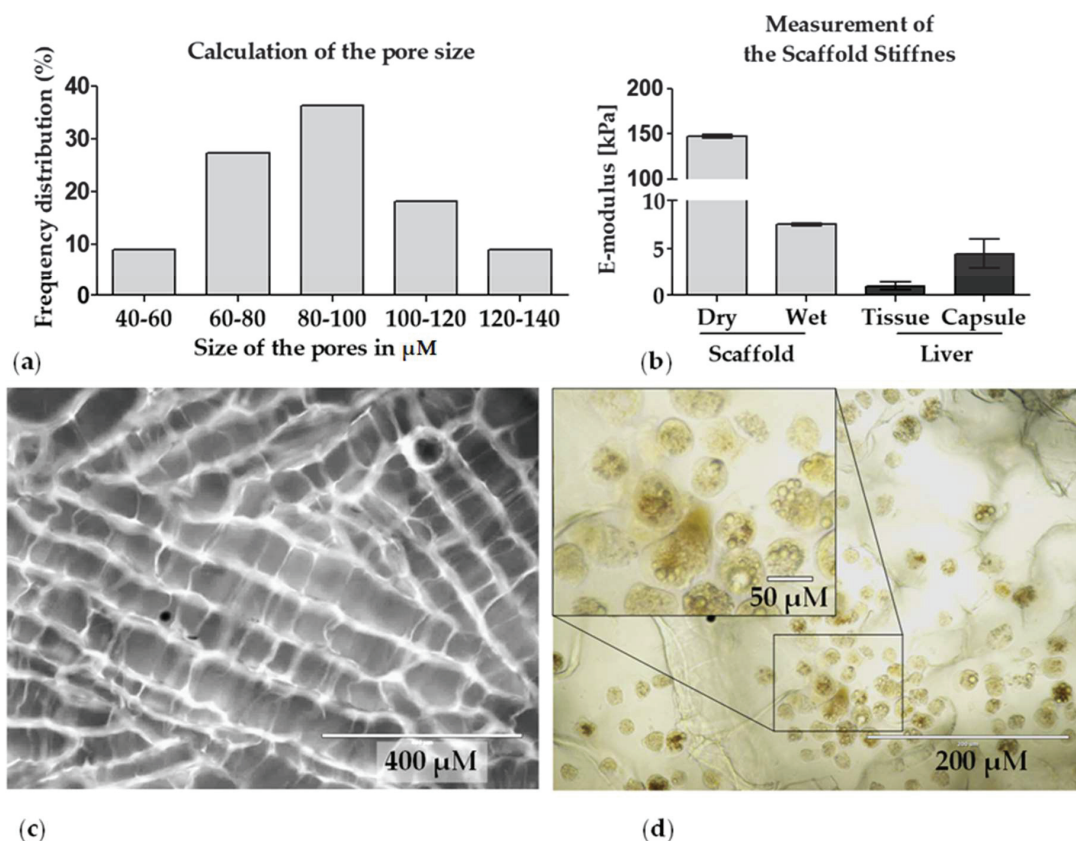 Calculation of the pore size
Frequency distribution (%)
40
30
20
10
0
40-60 60-80 80-100 100-120 120-140
Size of the pores in μM
(a)
Measurement of
the Scaffold Stiffnes
E-modulus [kPa]
200
150
100
10
5
0
Dry Wet Tissue Capsule
Scaffold Liver
(b)
400 μM
(c)
50 μM
200 μM
(d)